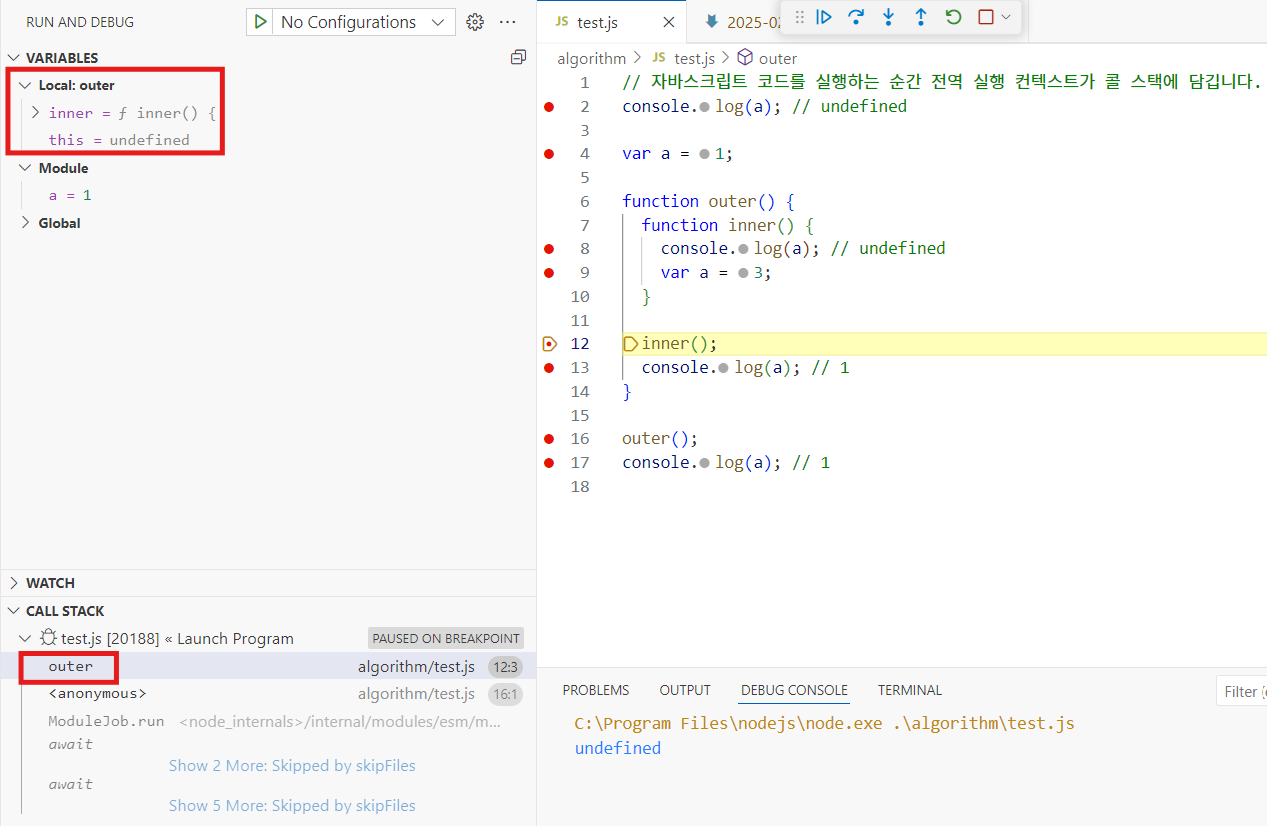 RUN AND DEBUG
No Configurations
VARIABLES
Local: outer
inner = ƒ inner() {
this = undefined
Module
a = 1
Global
WATCH
CALL STACK
test.js [20188] « Launch Program PAUSED ON BREAKPOINT
outer algorithm/test.js 12:3
<anonymous> algorithm/test.js 16:1
ModuleJob.run <node_internals>/internal/modules/esm/m...
await
Show 2 More: Skipped by skipFiles
await
Show 5 More: Skipped by skipFiles
JS test.js 2025-02
algorithm > JS test.js > outer
1 // 자바스크립트 코드를 실행하는 순간 전역 실행 컨텍스트가 콜 스택에 담깁니다.
2 console.log(a); // undefined
3
4 var a = 1;
5
6 function outer() {
7 function inner() {
8 console.log(a); // undefined
9 var a = 3;
10 }
11
12 inner();
13 console.log(a); // 1
14 }
15
16 outer();
17 console.log(a); // 1
18
PROBLEMS OUTPUT DEBUG CONSOLE TERMINAL Filter (e
C:\Program Files\nodejs\node.exe .\algorithm\test.js
undefined